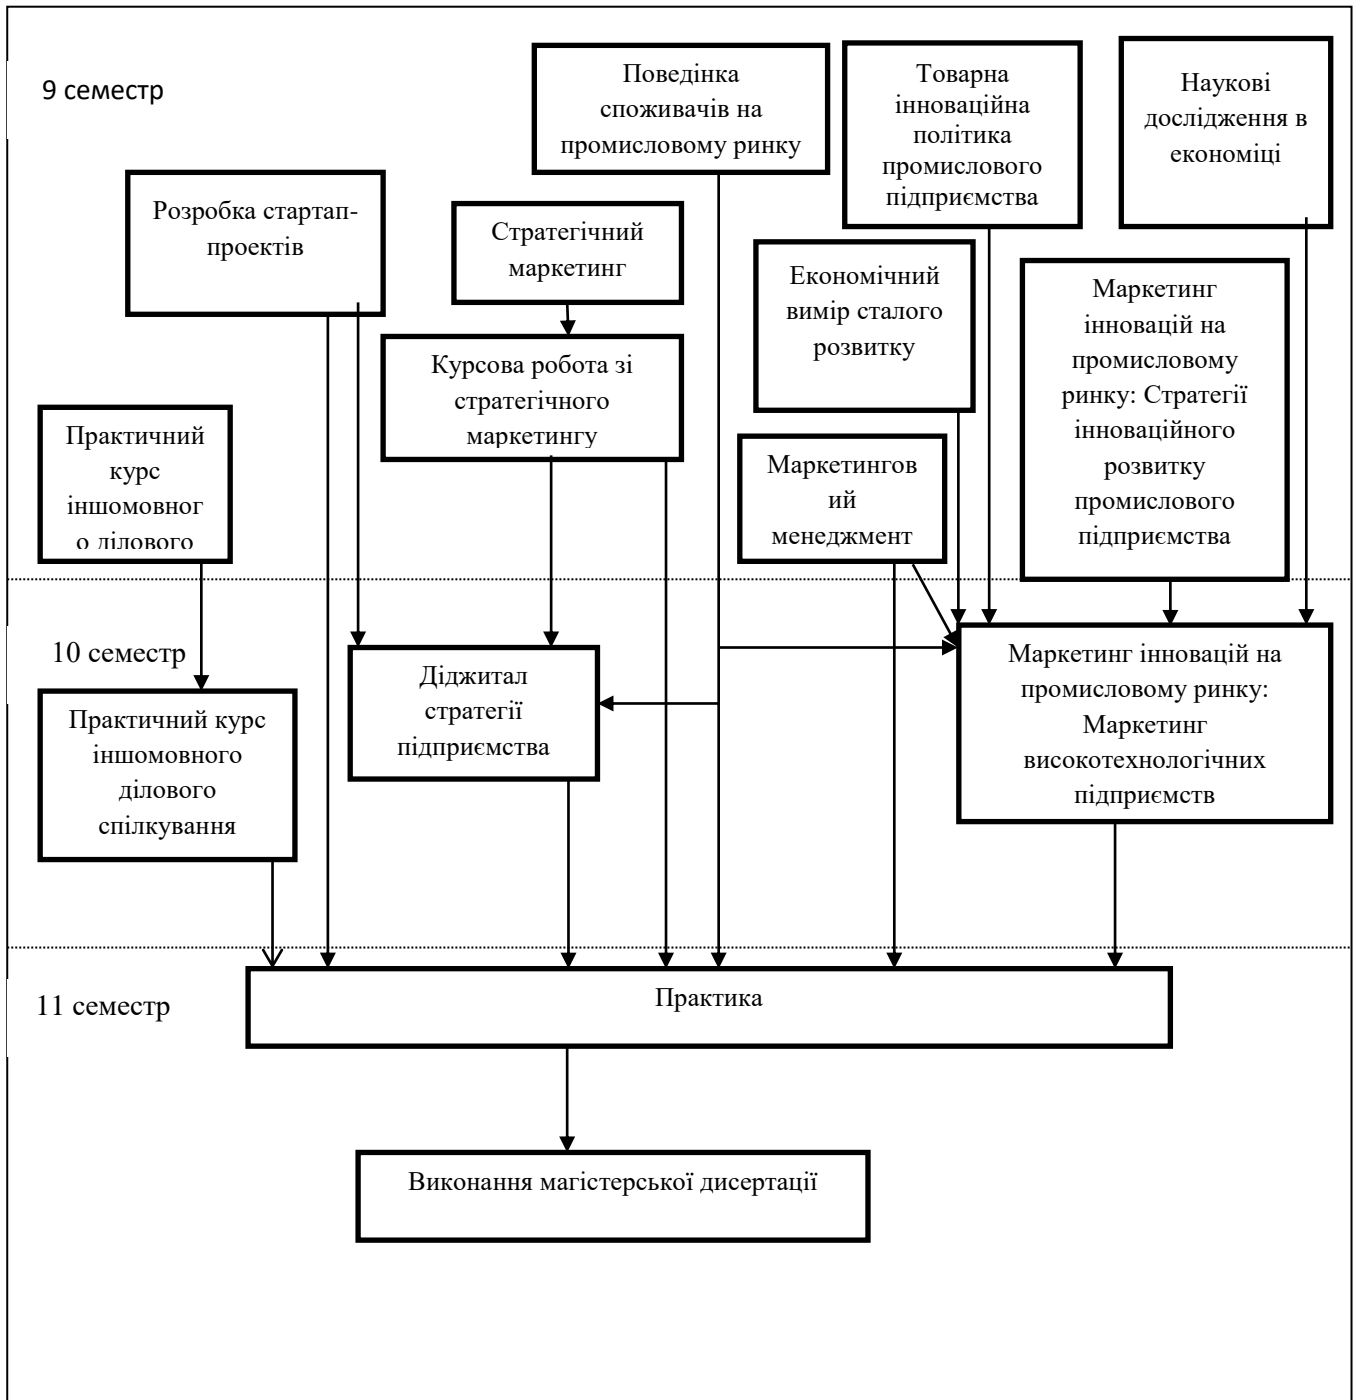 9 семестр
Поведінка
споживачів на
промисловому ринку
Товарна
інноваційна
політика
промислового
підприємства
Наукові
дослідження в
економіці
Розробка стартап-
проектів
Стратегічний
маркетинг
Економічний
вимір сталого
розвитку
Маркетинг
інновацій на
промисловому
ринку: Стратегії
інноваційного
розвитку
промислового
підприємства
Курсова робота зі
стратегічного
маркетингу
Практичний
курс
іншомовног
о ділового
Маркетингов
ий
менеджмент
10 семестр
Практичний курс
іншомовного
ділового
спілкування
Діджитал
стратегії
підприємства
Маркетинг інновацій на
промисловому ринку:
Маркетинг
високотехнологічних
підприємств
11 семестр
Практика
Виконання магістерської дисертації